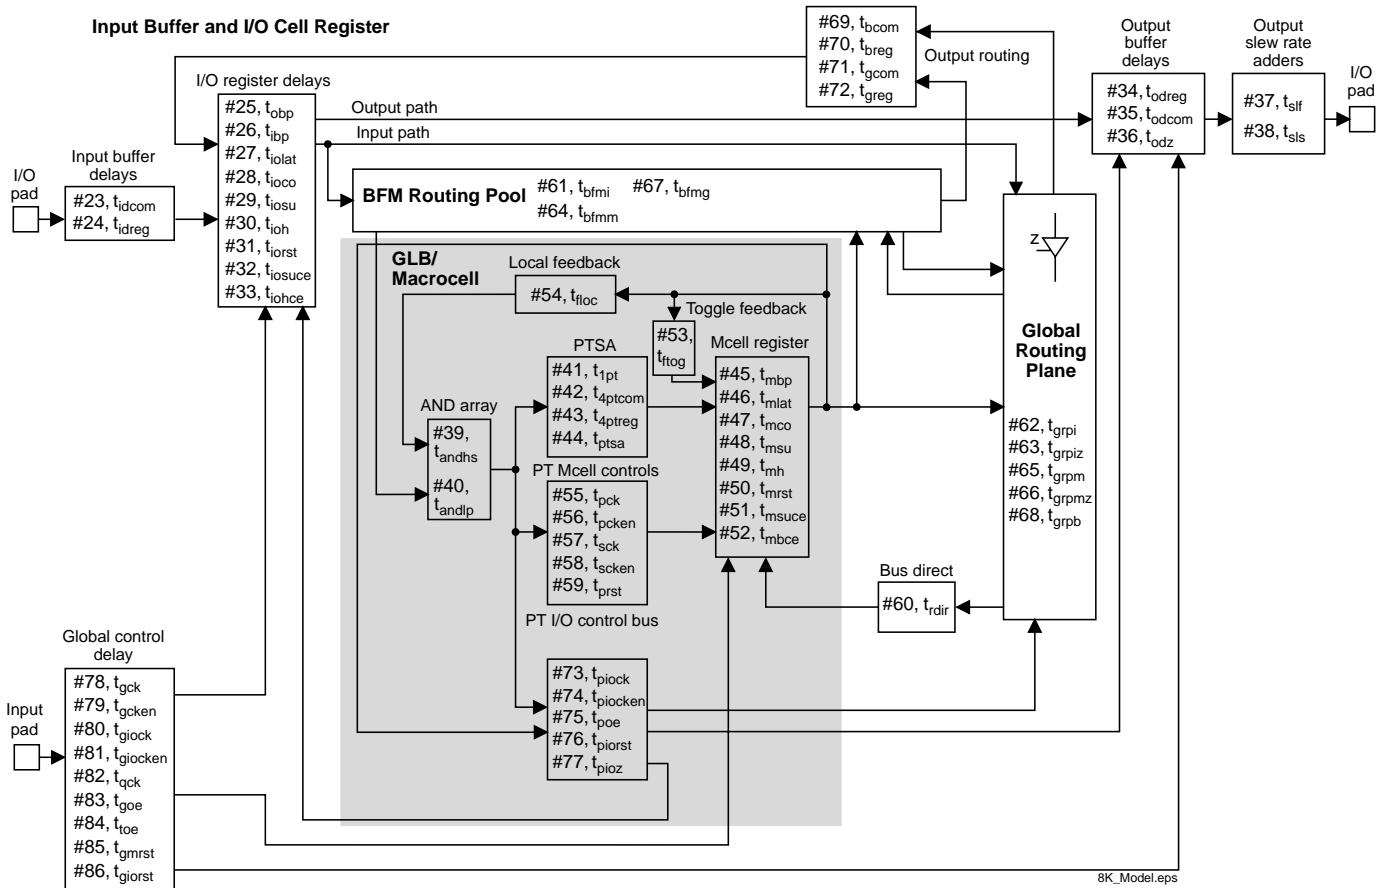 Input Buffer and I/O Cell Register
#69, tbcom
#70, tbreg
#71, tgcom
#72, tgreg
Output routing
Output
buffer
delays
#34, todreg
#35, todcom
#36, todz
Output
slew rate
adders
#37, tslf
#38, tsls
I/O
pad
I/O register delays
#25, tobp
#26, tibp
#27, tiolat
#28, tioco
#29, tiosu
#30, tioh
#31, tiorst
#32, tiosuce
#33, tiohce
Output path
Input path
I/O
pad
Input buffer
delays
#23, tidcom
#24, tidreg
BFM Routing Pool
#61, tbfmi
#67, tbfmg
#64, tbfmm
GLB/
Macrocell
Local feedback
#54, tfloc
Toggle feedback
#53,
tftog
z
Global
Routing
Plane
#62, tgrpi
#63, tgrpiz
#65, tgrpm
#66, tgrpmz
#68, tgrpb
PTSA
#41, t1pt
#42, t4ptcom
#43, t4ptreg
#44, tptsa
Mcell register
#45, tmbp
#46, tmlat
#47, tmco
#48, tmsu
#49, tmh
#50, tmrst
#51, tmsuce
#52, tmbce
AND array
#39,
tandhs
#40,
tandlp
PT Mcell controls
#55, tpck
#56, tpcken
#57, tsck
#58, tscken
#59, tprst
Bus direct
#60, trdir
PT I/O control bus
#73, tpiock
#74, tpiocken
#75, tpoe
#76, tpiorst
#77, tpioz
Global control
delay
Input
pad
#78, tgck
#79, tgcken
#80, tgiock
#81, tgiocken
#82, tqck
#83, tgoe
#84, ttoe
#85, tgmrst
#86, tgiorst
8K_Model.eps